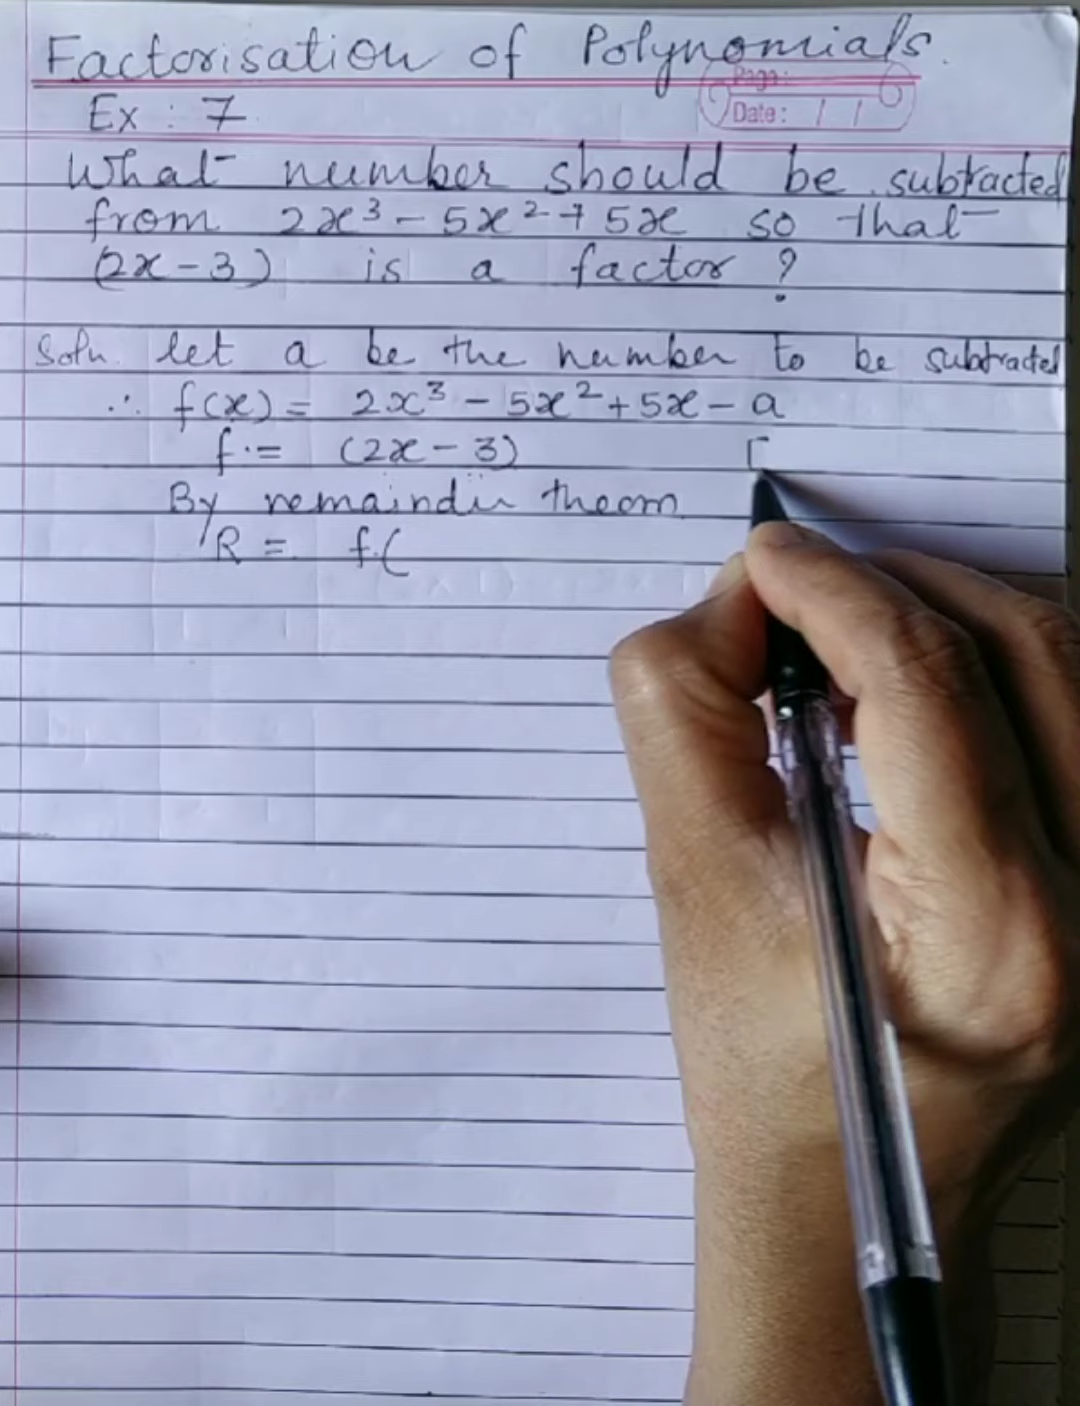 Factorisation of Polynomials.
Page:
Ex : 7.
Date: / /
What number should be subtracted
from 2x³ - 5x² + 5x so that
(2x - 3) is a factor ?
Soln. let a be the number to be subtracted
∴ f(x) = 2x³ - 5x² + 5x - a
f. = (2x - 3) [
By remainder theorm
R = f(